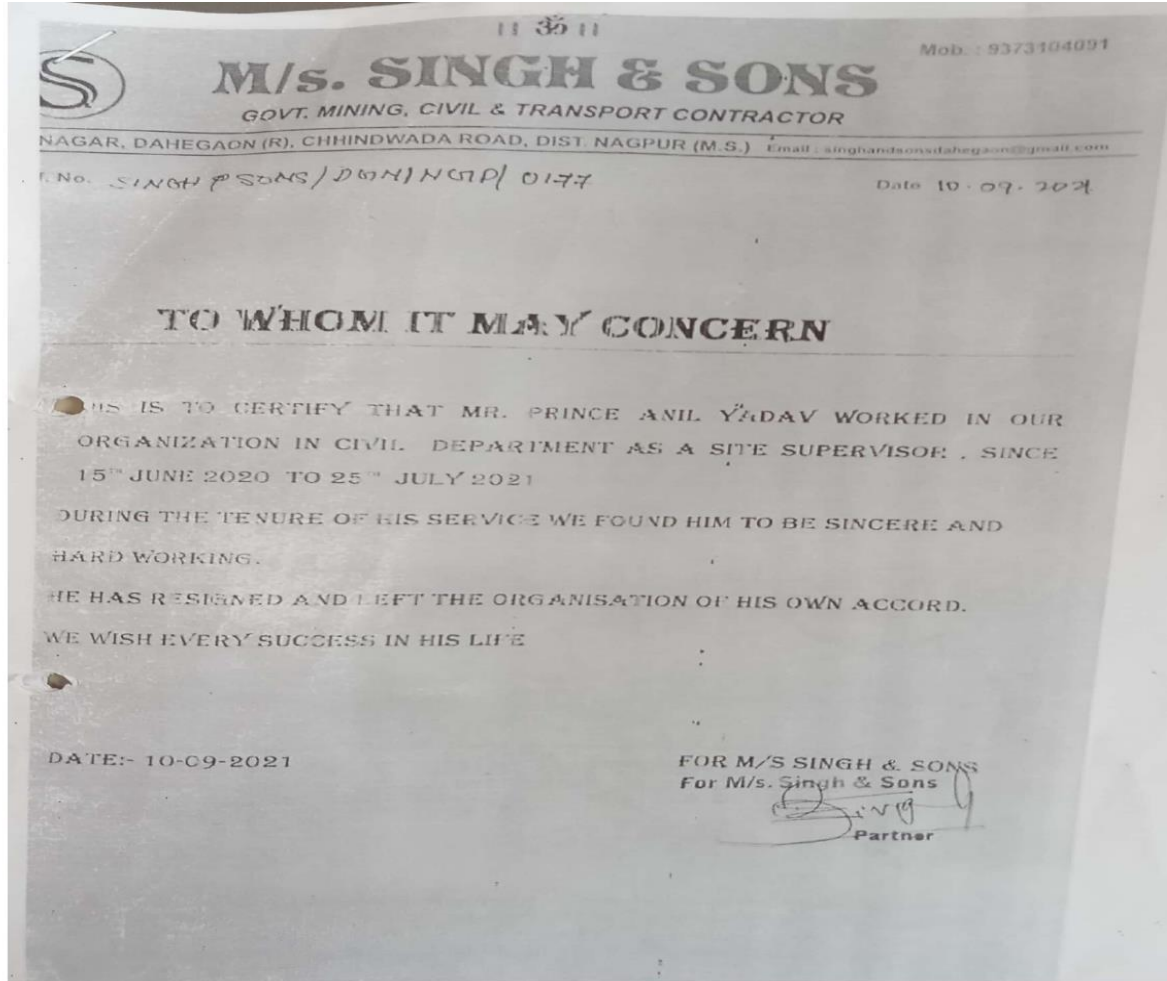 ।। ॐ ।।
Mob. : 9373104091
S
M/s. SINGH & SONS
GOVT. MINING, CIVIL & TRANSPORT CONTRACTOR
NAGAR, DAHEGAON (R), CHHINDWADA ROAD, DIST. NAGPUR (M.S.) Email : singhandsonsdahegaon@gmail.com
. No. SINGH & SONS/DGN/NGP/0177
Date 10.09.2021
TO WHOM IT MAY CONCERN
IS TO CERTIFY THAT MR. PRINCE ANIL YADAV WORKED IN OUR
ORGANIZATION IN CIVIL DEPARTMENT AS A SITE SUPERVISOR . SINCE
15TH JUNE 2020 TO 25TH JULY 2021
DURING THE TENURE OF HIS SERVICE WE FOUND HIM TO BE SINCERE AND
HARD WORKING.
HE HAS RESIGNED AND LEFT THE ORGANISATION OF HIS OWN ACCORD.
WE WISH EVERY SUCCESS IN HIS LIFE
DATE:- 10-09-2021
FOR M/S SINGH & SONS
For M/s. Singh & Sons
Partner